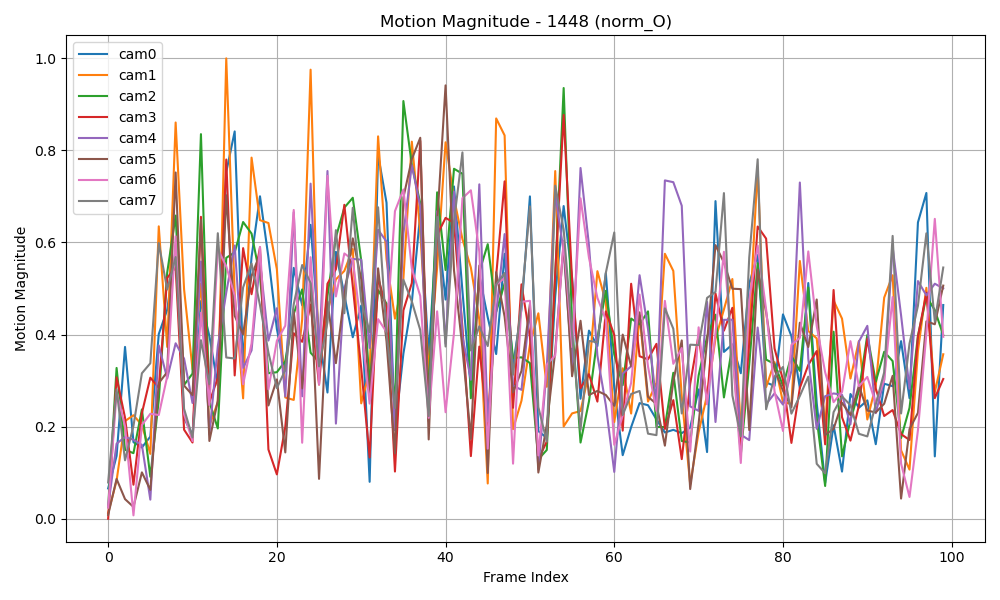 Motion Magnitude - 1448 (norm_O)
1.0
0.8
0.6
0.4
0.2
0.0
Motion Magnitude
cam0
cam1
cam2
cam3
cam4
cam5
cam6
cam7
0
20
40
60
80
100
Frame Index